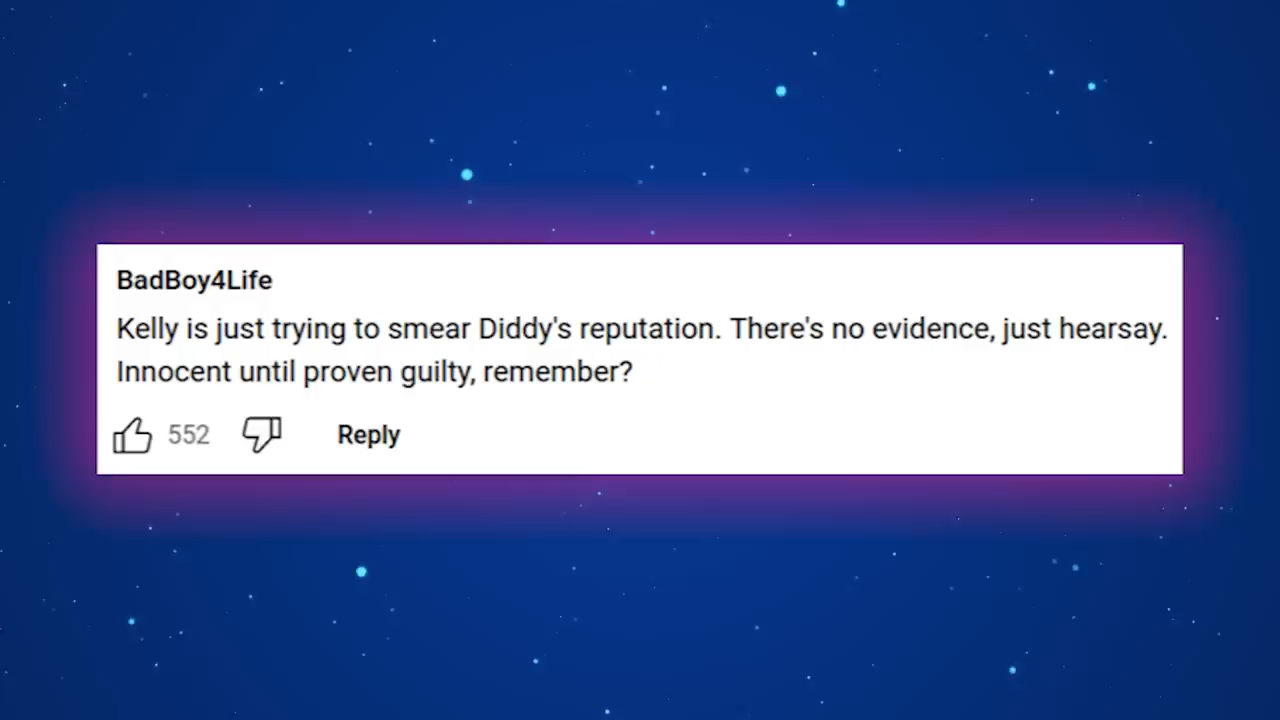 BadBoy4Life
Kelly is just trying to smear Diddy's reputation. There's no evidence, just hearsay.
Innocent until proven guilty, remember?
552 Reply